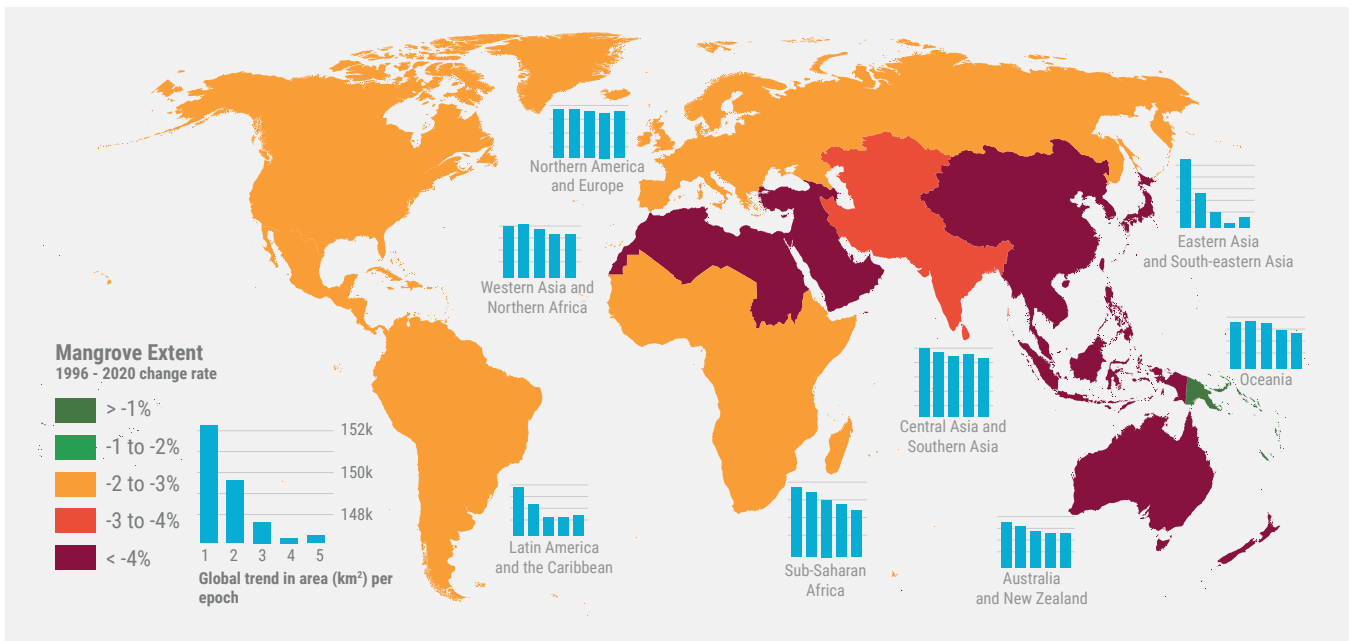 Northern America
and Europe
Western Asia and
Northern Africa
Eastern Asia
and South-eastern Asia
Oceania
Central Asia and
Southern Asia
Latin America
and the Caribbean
Sub-Saharan
Africa
Australia
and New Zealand
Mangrove Extent
1996 - 2020 change rate
> -1%
-1 to -2%
-2 to -3%
-3 to -4%
< -4%
152k
150k
148k
1 2 3 4 5
Global trend in area (km²) per
epoch